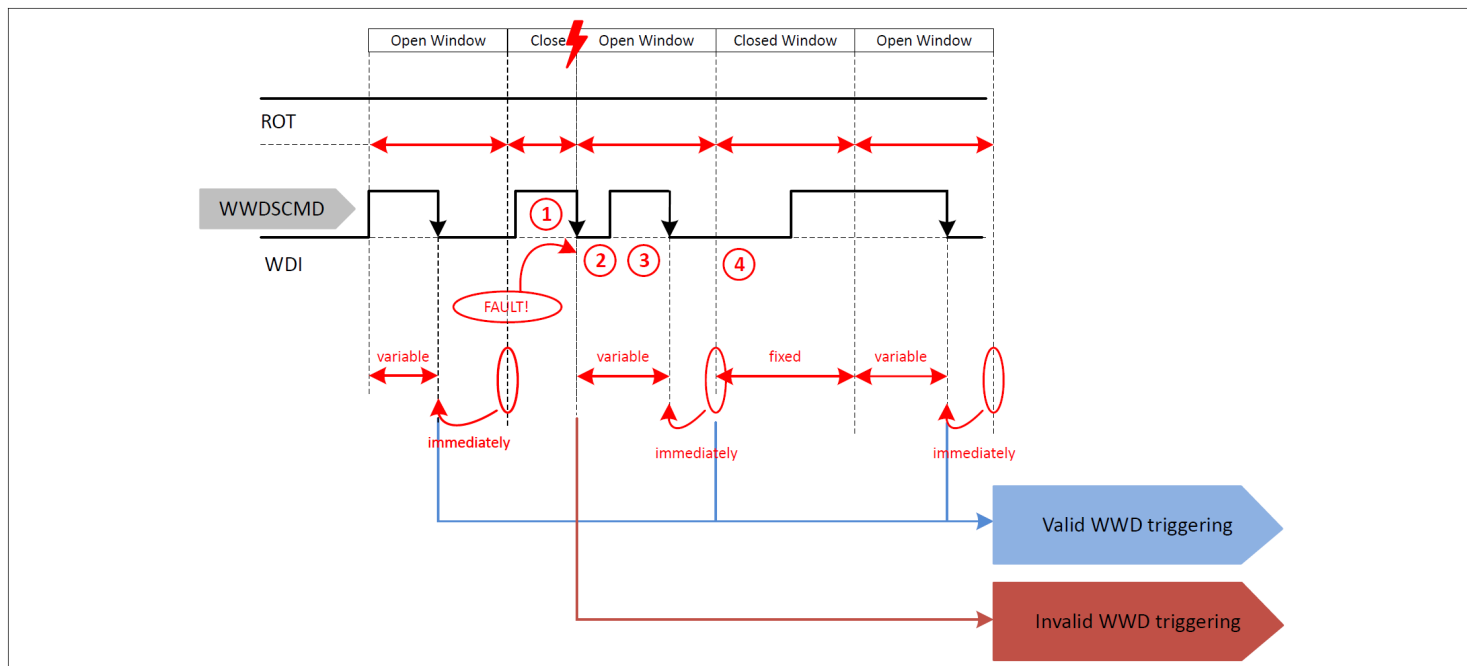 Open Window
Close
Open Window
Closed Window
Open Window
ROT
WWDSCMD
WDI
1
2
3
4
FAULT!
variable
variable
fixed
variable
immediately
immediately
immediately
Valid WWD triggering
Invalid WWD triggering